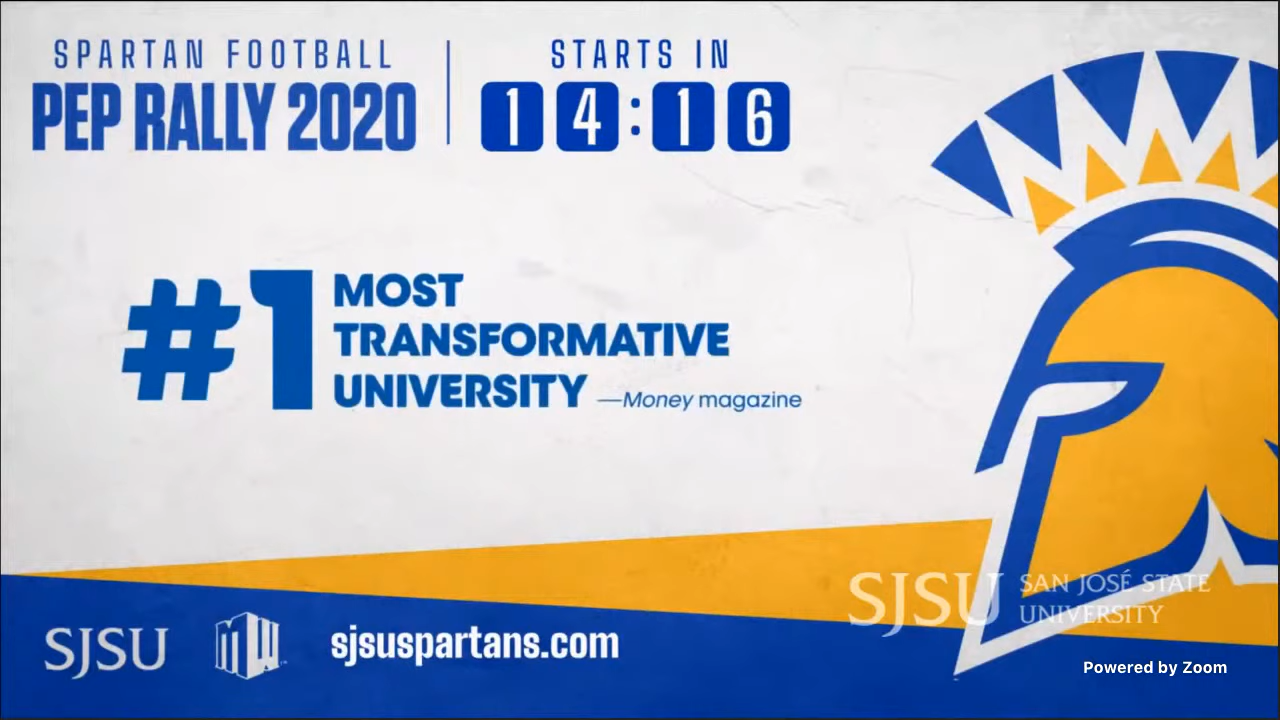 SPARTAN FOOTBALL
PEP RALLY 2020
STARTS IN
14:16
#1 MOST
TRANSFORMATIVE
UNIVERSITY —Money magazine
SJSU MW sjsuspartans.com
SJSU SAN JOSÉ STATE
UNIVERSITY
Powered by Zoom